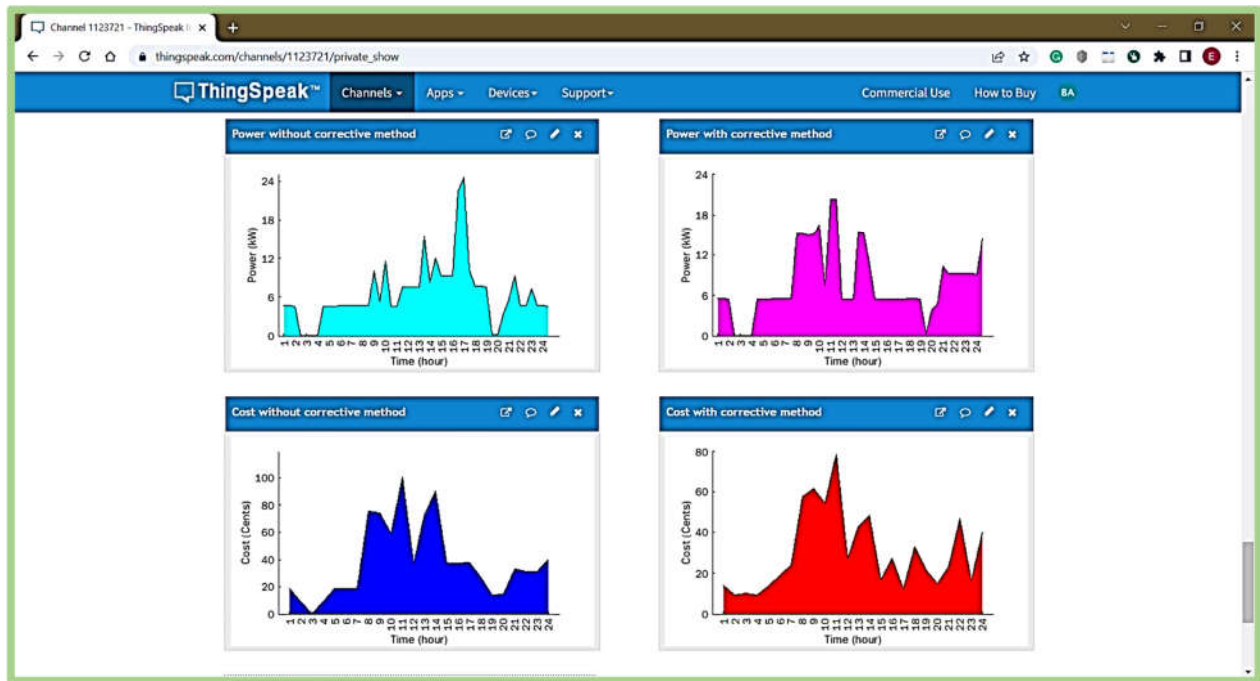 Channel 1123721 - ThingSpeak
thingspeak.com/channels/1123721/private_show
E
ThingSpeak™ Channels Apps Devices Support Commercial Use How to Buy BA
Power without corrective method
Power (kW)
24
18
12
6
0
1 2 3 4 5 6 7 8 9 10 11 12 13 14 15 16 17 18 19 20 21 22 23 24
Time (hour)
Power with corrective method
Power (kW)
24
18
12
6
0
1 2 3 4 5 6 7 8 9 10 11 12 13 14 15 16 17 18 19 20 21 22 23 24
Time (hour)
Cost without corrective method
Cost (Cents)
100
80
60
40
20
0
1 2 3 4 5 6 7 8 9 10 11 12 13 14 15 16 17 18 19 20 21 22 23 24
Time (hour)
Cost with corrective method
Cost (Cents)
80
60
40
20
0
1 2 3 4 5 6 7 8 9 10 11 12 13 14 15 16 17 18 19 20 21 22 23 24
Time (hour)